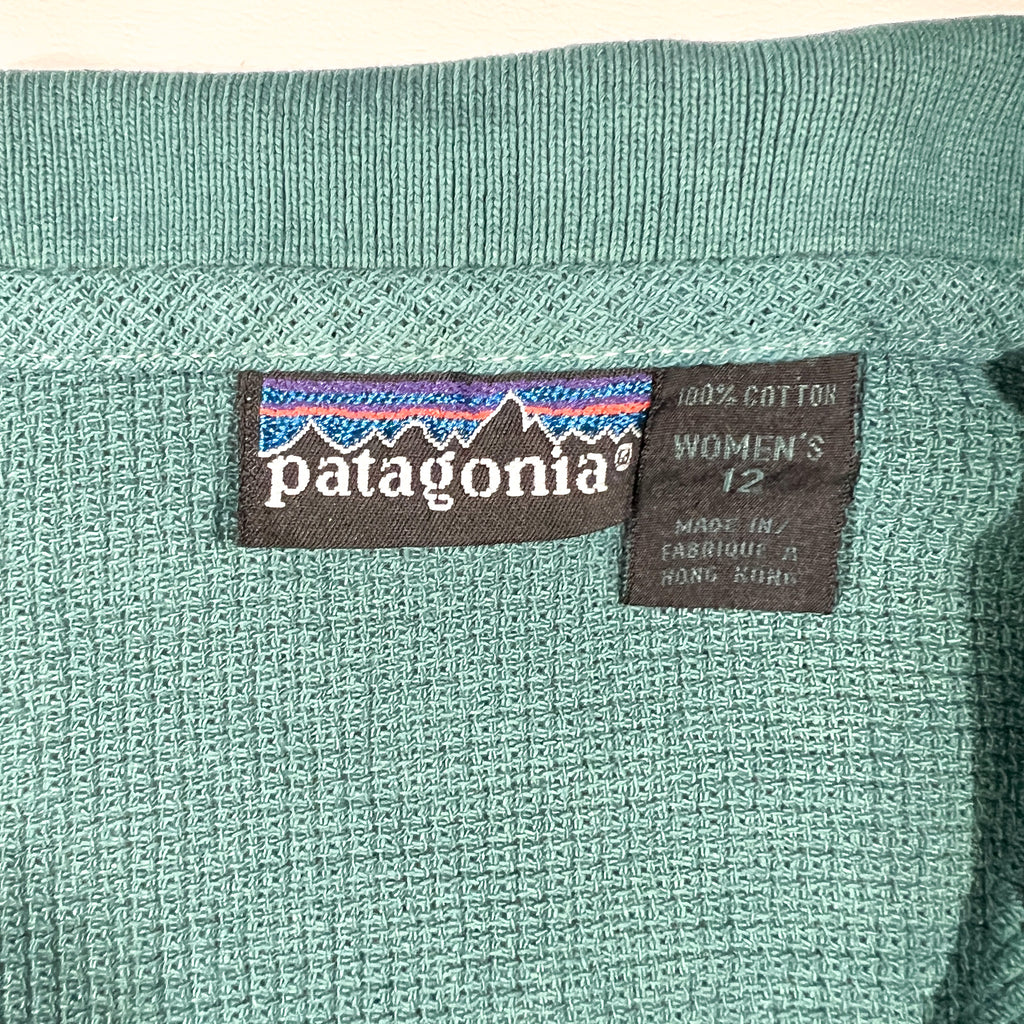 patagonia®
100% COTTON
WOMEN'S
12
MADE IN/
FABRIQUE A
HONG KONG